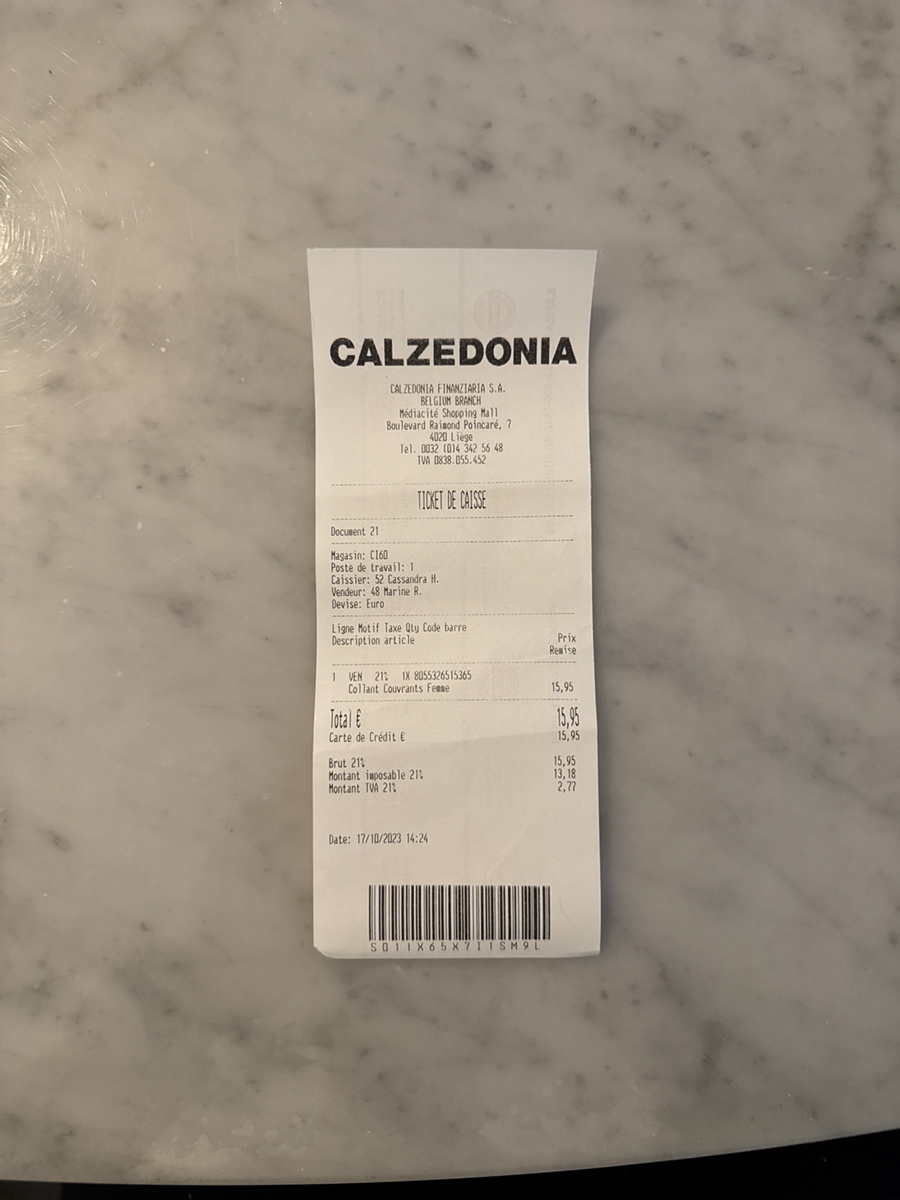 CALZEDONIA
CALZEDONIA FINANZIARIA S.A.
BELGIUM BRANCH
Médiacité Shopping Mall
Boulevard Raimond Poincaré, 7
4020 Liège
Tel. 0032 (0)4 342 56 48
TVA 0838.055.452
TICKET DE CAISSE
Document 21
Magasin: CI60
Poste de travail: 1
Caissier: 52 Cassandra H.
Vendeur: 48 Marine R.
Devise: Euro
Ligne Motif Taxe Qty Code barre
Description article Prix
Remise
1 VEN 21% 1X 8055326515365
Collant Couvrants Femme 15,95
Total € 15,95
Carte de Crédit € 15,95
Brut 21% 15,95
Montant imposable 21% 13,18
Montant TVA 21% 2,77
Date: 17/10/2023 14:24
S011X65X7I1SM9L